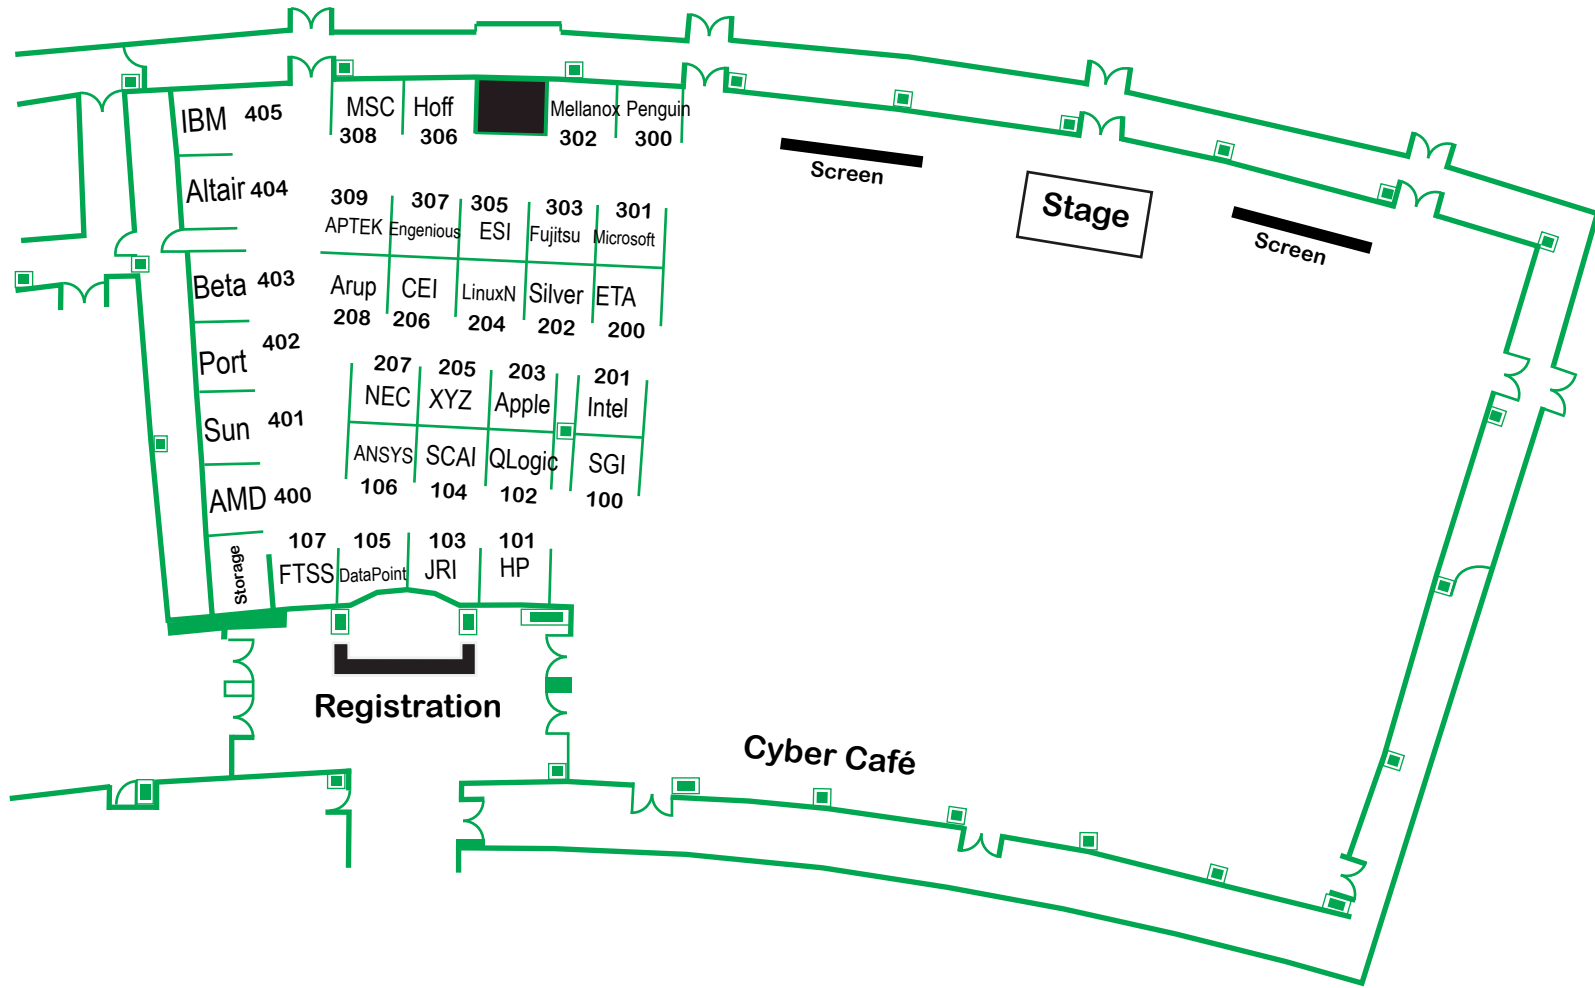 IBM 405
MSC
308
Hoff
306
Mellanox
302
Penguin
300
Altair 404
309
APTEK
307
Engenious
305
ESI
303
Fujitsu
301
Microsoft
Screen
Stage
Screen
Beta 403
Arup
208
CEI
206
LinuxN
204
Silver
202
ETA
200
Port 402
207
NEC
205
XYZ
203
Apple
201
Intel
Sun 401
ANSYS
106
SCAI
104
QLogic
102
SGI
100
AMD 400
Storage
107
FTSS
105
DataPoint
103
JRI
101
HP
Registration
Cyber Café